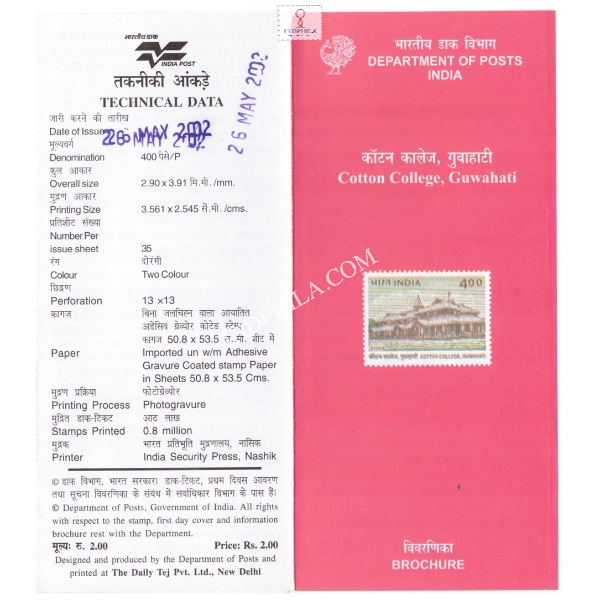 भारतीय डाक
INDIA POST
तकनीकी आंकड़े
TECHNICAL DATA
जारी करने की तारीख
Date of Issue
26 MAY 2002
मूल्यवर्ग
Denomination 400 पैसे/P
कुल आकार
Overall size 2.90 x 3.91 मि.मी. /mm.
मुद्रण आकार
Printing Size 3.561 x 2.545 से.मी. /cms.
प्रतिशीट संख्या
Number Per
issue sheet 35
रंग दोरंगी
Colour Two Colour
छिद्रण
Perforation 13 ×13
कागज बिना जलचिह्न वाला आयातित
अडेसिव ग्रेव्योर कोटेड स्टैम्प
कागज 50.8 x 53.5 से.मी. शीट में
Paper Imported un w/m Adhesive
Gravure Coated stamp Paper
in Sheets 50.8 x 53.5 Cms.
मुद्रण प्रक्रिया फोटोग्रेव्योर
Printing Process Photogravure
मुद्रित डाक-टिकट आठ लाख
Stamps Printed 0.8 million
मुद्रक भारत प्रतिभूति मुद्रणालय, नासिक
Printer India Security Press, Nashik
© डाक विभाग, भारत सरकार। डाक-टिकट, प्रथम दिवस आवरण
तथा सूचना विवरणिका के संबंध में सर्वाधिकार विभाग के पास हैं।
© Department of Posts, Government of India. All rights
with respect to the stamp, first day cover and information
brochure rest with the Department.
मूल्यः रु. 2.00 Price: Rs. 2.00
Designed and produced by the Department of Posts and
printed at The Daily Tej Pvt. Ltd., New Delhi
26 MAY 2002
भारतीय डाक विभाग
DEPARTMENT OF POSTS
INDIA
कॉटन कालेज, गुवाहाटी
Cotton College, Guwahati
भारत INDIA 400
कॉटन कालेज, गुवाहाटी COTTON COLLEGE, GUWAHATI
विवरणिका
BROCHURE